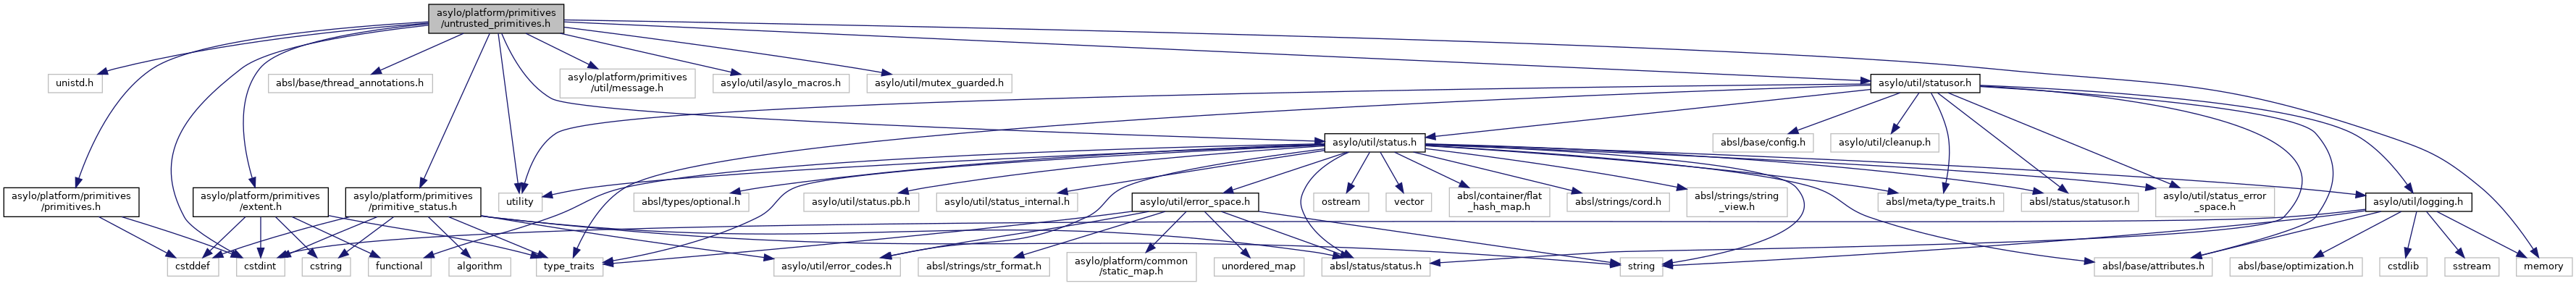 asylo/platform/primitives
/untrusted_primitives.h
unistd.h
absl/base/thread_annotations.h
asylo/platform/primitives
/util/message.h
asylo/util/asylo_macros.h
asylo/util/mutex_guarded.h
asylo/util/statusor.h
asylo/util/status.h
absl/base/config.h
asylo/util/cleanup.h
asylo/platform/primitives
/primitives.h
asylo/platform/primitives
/extent.h
asylo/platform/primitives
/primitive_status.h
utility
absl/types/optional.h
asylo/util/status.pb.h
asylo/util/status_internal.h
asylo/util/error_space.h
ostream
vector
absl/container/flat
_hash_map.h
absl/strings/cord.h
absl/strings/string
_view.h
absl/meta/type_traits.h
absl/status/statusor.h
asylo/util/status_error
_space.h
asylo/util/logging.h
cstddef
cstdint
cstring
functional
algorithm
type_traits
asylo/util/error_codes.h
absl/strings/str_format.h
asylo/platform/common
/static_map.h
unordered_map
absl/status/status.h
string
absl/base/attributes.h
absl/base/optimization.h
cstdlib
sstream
memory